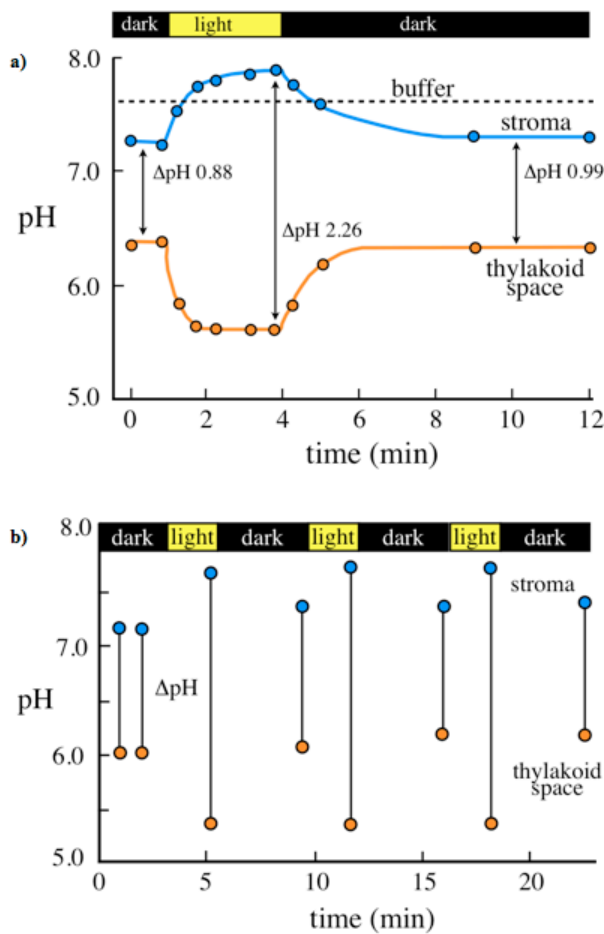 dark light dark
a)
8.0
buffer
stroma
7.0
ΔpH 0.88
ΔpH 0.99
pH
ΔpH 2.26
6.0
thylakoid
space
5.0
0 2 4 6 8 10 12
time (min)
b)
8.0
dark light dark light dark light dark
stroma
7.0
ΔpH
pH
6.0
thylakoid
space
5.0
0 5 10 15 20
time (min)